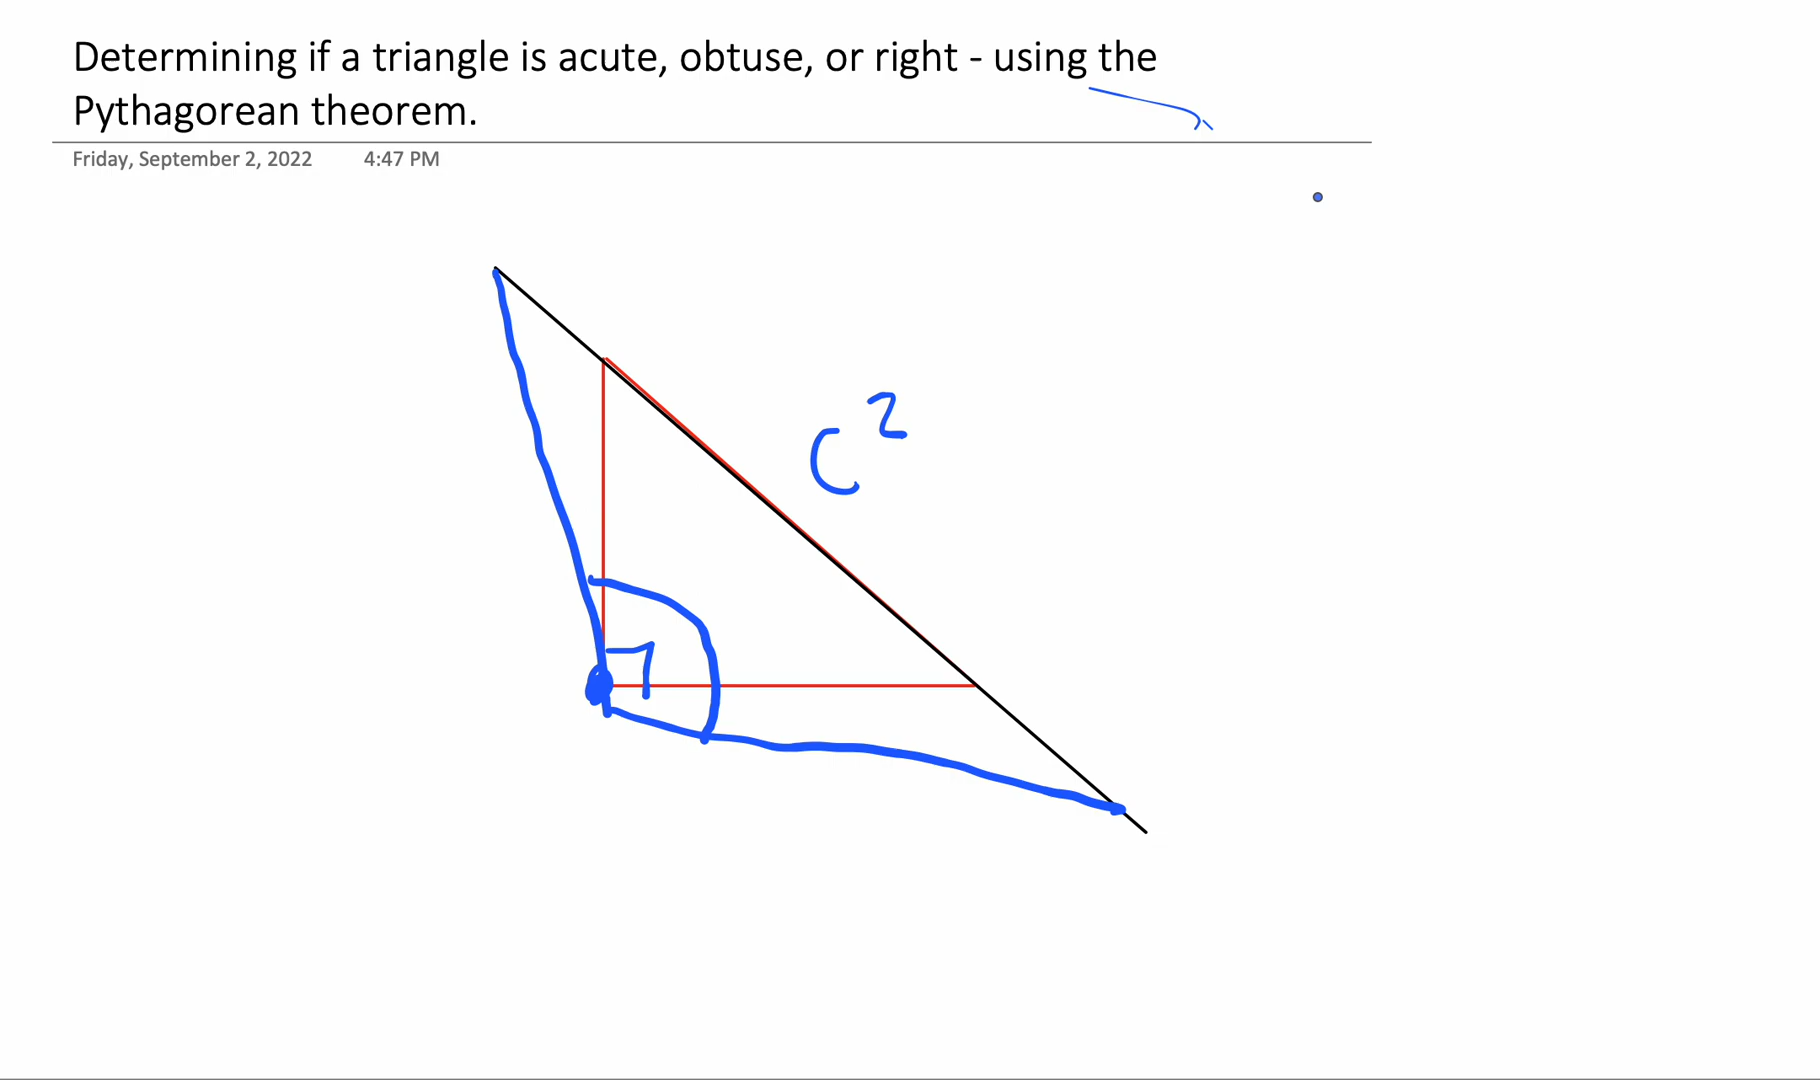 Determining if a triangle is acute, obtuse, or right - using the
Pythagorean theorem.
Friday, September 2, 2022 4:47 PM
C²